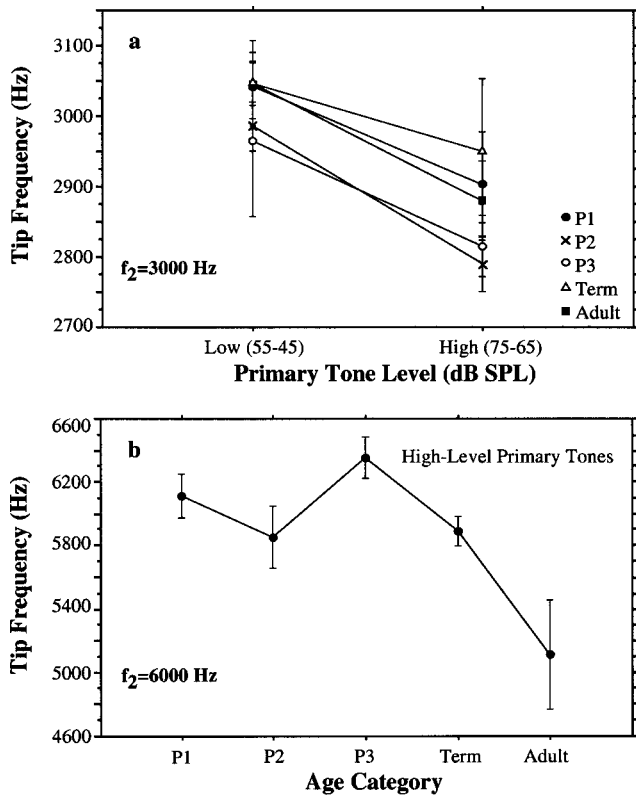 a
3100
3000
2900
2800
2700
Tip Frequency (Hz)
f2=3000 Hz
P1
P2
P3
Term
Adult
Low (55-45) High (75-65)
Primary Tone Level (dB SPL)
b
High-Level Primary Tones
6600
6200
5800
5400
5000
4600
Tip Frequency (Hz)
f2=6000 Hz
P1 P2 P3 Term Adult
Age Category